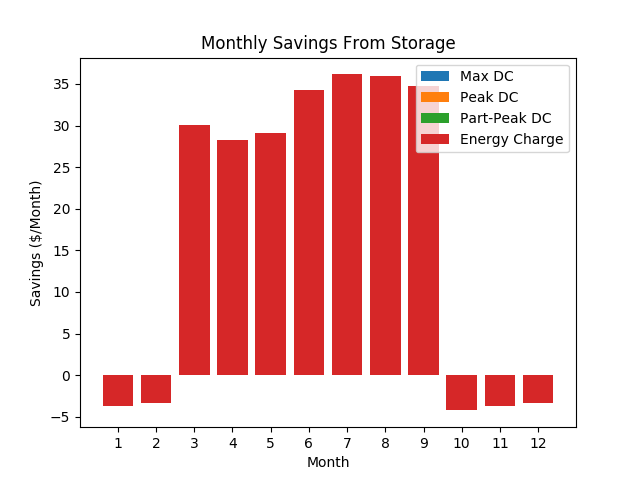 Monthly Savings From Storage
Max DC
Peak DC
Part-Peak DC
Energy Charge
Savings ($/Month)
35
30
25
20
15
10
5
0
−5
1 2 3 4 5 6 7 8 9 10 11 12
Month